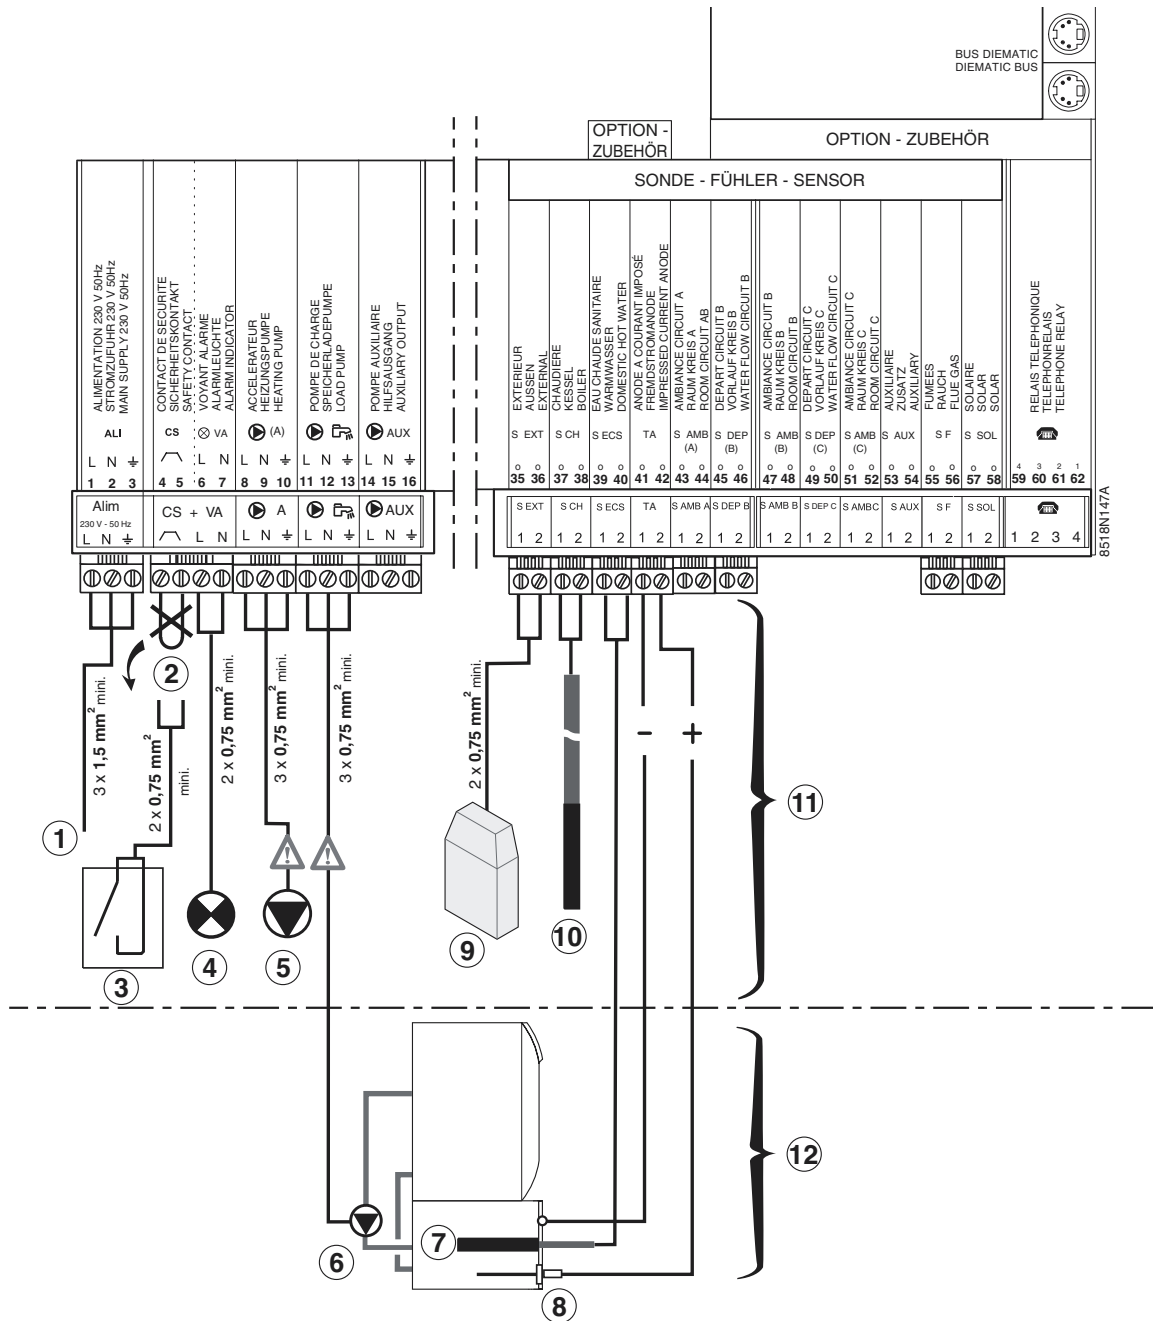 BUS DIEMATIC
DIEMATIC BUS
OPTION -
ZUBEHÖR
OPTION - ZUBEHÖR
SONDE - FÜHLER - SENSOR
ALIMENTATION 230 V 50Hz
STROMZUFUHR 230 V 50Hz
MAIN SUPPLY 230 V 50Hz
CONTACT DE SECURITE
SICHERHEITSKONTAKT
SAFETY CONTACT
VOYANT ALARME
ALARMLEUCHTE
ALARM INDICATOR
ACCELERATEUR
HEIZUNGSPUMPE
HEATING PUMP
POMPE DE CHARGE
SPEICHERLADEPUMPE
LOAD PUMP
POMPE AUXILIAIRE
HILFSAUSGANG
AUXILIARY OUTPUT
EXTERIEUR
AUSSEN
EXTERNAL
CHAUDIERE
KESSEL
BOILER
EAU CHAUDE SANITAIRE
WARMWASSER
DOMESTIC HOT WATER
ANODE A COURANT IMPOSÉ
FREMDSTROMANODE
IMPRESSED CURRENT ANODE
AMBIANCE CIRCUIT A
RAUM KREIS A
ROOM CIRCUIT AB
DEPART CIRCUIT B
VORLAUF KREIS B
WATER FLOW CIRCUIT B
AMBIANCE CIRCUIT B
RAUM KREIS B
ROOM CIRCUIT B
DEPART CIRCUIT C
VORLAUF KREIS C
WATER FLOW CIRCUIT C
AMBIANCE CIRCUIT C
RAUM KREIS C
ROOM CIRCUIT C
AUXILIAIRE
ZUSATZ
AUXILIARY
FUMEES
RAUCH
FLUE GAS
SOLAIRE
SOLAR
SOLAR
RELAIS TELEPHONIQUE
TELEPHONRELAIS
TELEPHONE RELAY
ALI CS VA (A) AUX S EXT S CH S ECS TA S AMB (A) S DEP (B) S AMB (B) S DEP (C) S AMB (C) S AUX S F S SOL
L N L N L N L N L N 4 3 2 1
1 2 3 4 5 6 7 8 9 10 11 12 13 14 15 16 35 36 37 38 39 40 41 42 43 44 45 46 47 48 49 50 51 52 53 54 55 56 57 58 59 60 61 62
Alim CS + VA A AUX S EXT S CH S ECS TA S AMB A S DEP B S AMB B S DEP C S AMBC S AUX S F S SOL
230 V - 50 Hz
L N L N L N L N L N 1 2 1 2 1 2 1 2 1 2 1 2 1 2 1 2 1 2 1 2 1 2 1 2 1 2 3 4
8518N147A
3 x 1,5 mm² mini.
2 x 0,75 mm² mini.
2 x 0,75 mm² mini.
3 x 0,75 mm² mini.
3 x 0,75 mm² mini.
2 x 0,75 mm² mini.
- +
2
1
11
3
4
5
9
10
12
7
6
8